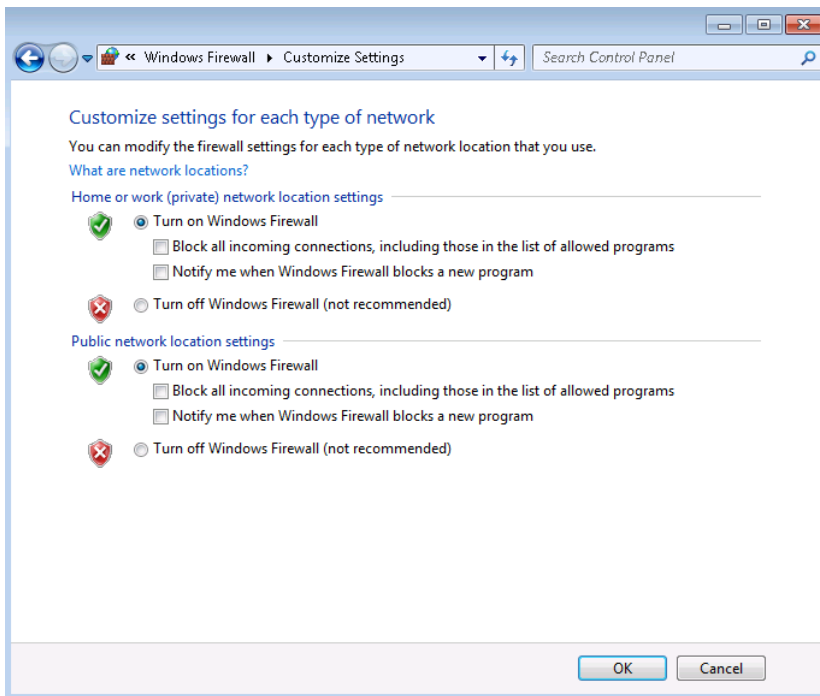 « Windows Firewall ▸ Customize Settings
Search Control Panel
Customize settings for each type of network
You can modify the firewall settings for each type of network location that you use.
What are network locations?
Home or work (private) network location settings
Turn on Windows Firewall
Block all incoming connections, including those in the list of allowed programs
Notify me when Windows Firewall blocks a new program
Turn off Windows Firewall (not recommended)
Public network location settings
Turn on Windows Firewall
Block all incoming connections, including those in the list of allowed programs
Notify me when Windows Firewall blocks a new program
Turn off Windows Firewall (not recommended)
OK
Cancel